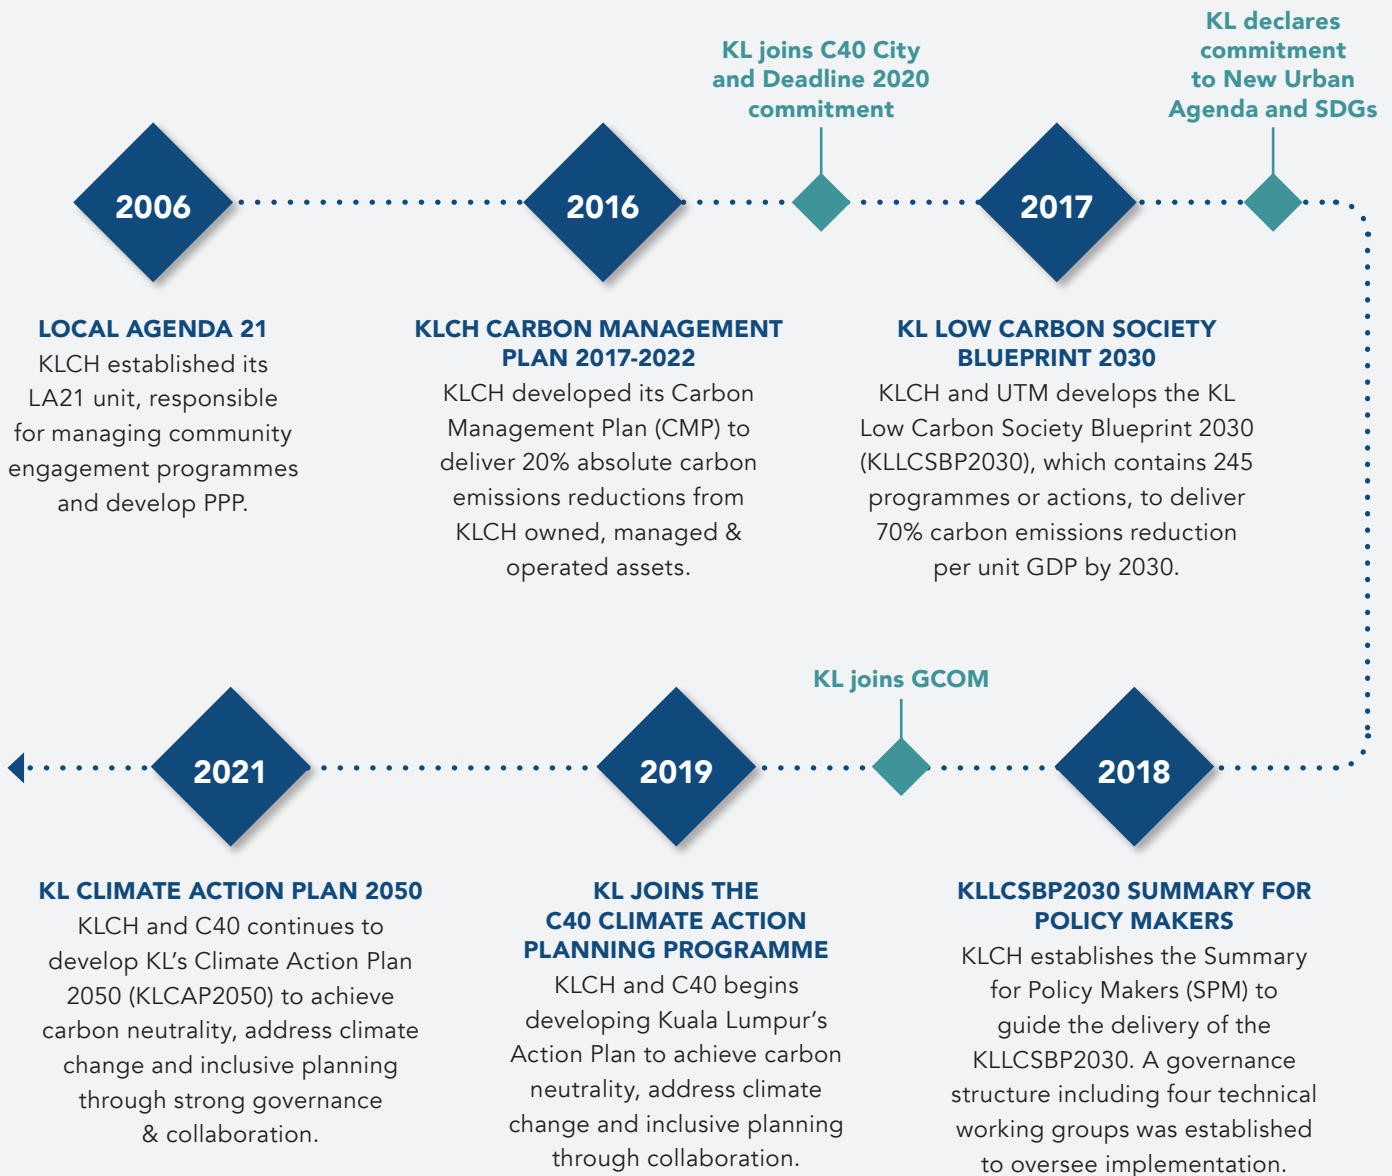 2006
LOCAL AGENDA 21
KLCH established its
LA21 unit, responsible
for managing community
engagement programmes
and develop PPP.
2016
KLCH CARBON MANAGEMENT
PLAN 2017-2022
KLCH developed its Carbon
Management Plan (CMP) to
deliver 20% absolute carbon
emissions reductions from
KLCH owned, managed &
operated assets.
KL joins C40 City
and Deadline 2020
commitment
2017
KL LOW CARBON SOCIETY
BLUEPRINT 2030
KLCH and UTM develops the KL
Low Carbon Society Blueprint 2030
(KLLCSBP2030), which contains 245
programmes or actions, to deliver
70% carbon emissions reduction
per unit GDP by 2030.
KL declares
commitment
to New Urban
Agenda and SDGs
2018
KLLCSBP2030 SUMMARY FOR
POLICY MAKERS
KLCH establishes the Summary
for Policy Makers (SPM) to
guide the delivery of the
KLLCSBP2030. A governance
structure including four technical
working groups was established
to oversee implementation.
KL joins GCOM
2019
KL JOINS THE
C40 CLIMATE ACTION
PLANNING PROGRAMME
KLCH and C40 begins
developing Kuala Lumpur’s
Action Plan to achieve carbon
neutrality, address climate
change and inclusive planning
through collaboration.
2021
KL CLIMATE ACTION PLAN 2050
KLCH and C40 continues to
develop KL’s Climate Action Plan
2050 (KLCAP2050) to achieve
carbon neutrality, address climate
change and inclusive planning
through strong governance
& collaboration.